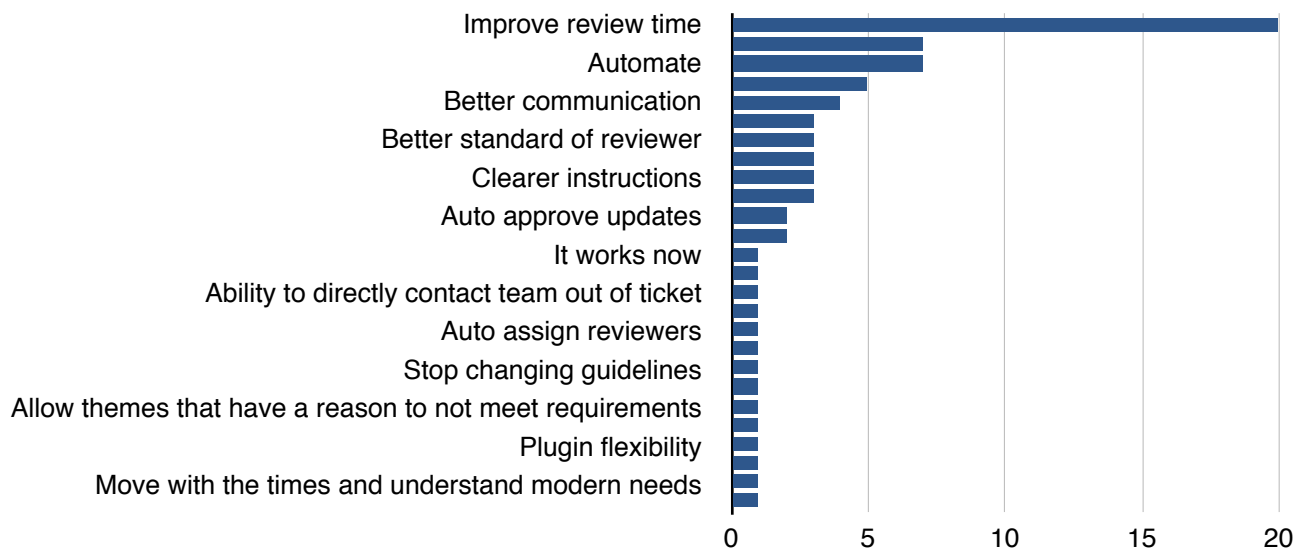 Improve review time
Automate
Better communication
Better standard of reviewer
Clearer instructions
Auto approve updates
It works now
Ability to directly contact team out of ticket
Auto assign reviewers
Stop changing guidelines
Allow themes that have a reason to not meet requirements
Plugin flexibility
Move with the times and understand modern needs
0 5 10 15 20